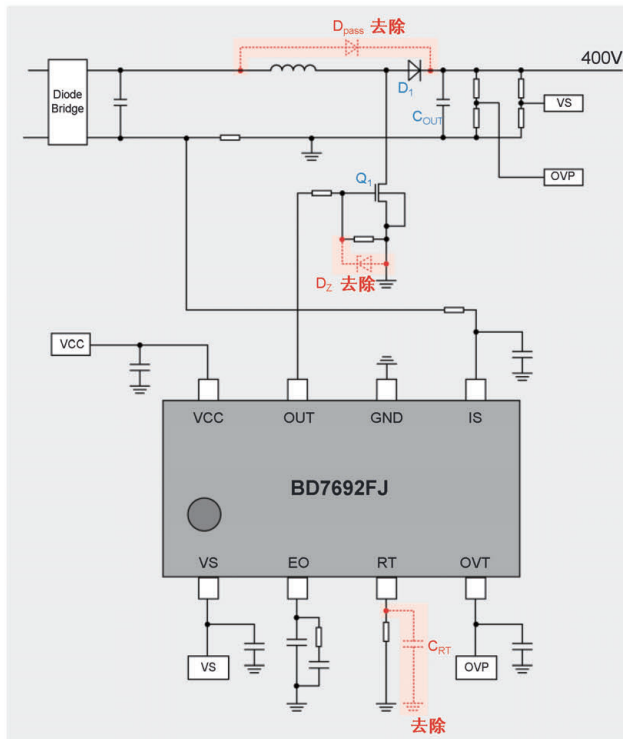 Dpass 去除
400V
Diode
Bridge
D1
COUT
VS
OVP
Q1
DZ 去除
VCC
VCC
OUT
GND
IS
BD7692FJ
VS
EO
RT
OVT
VS
CRT
OVP
去除